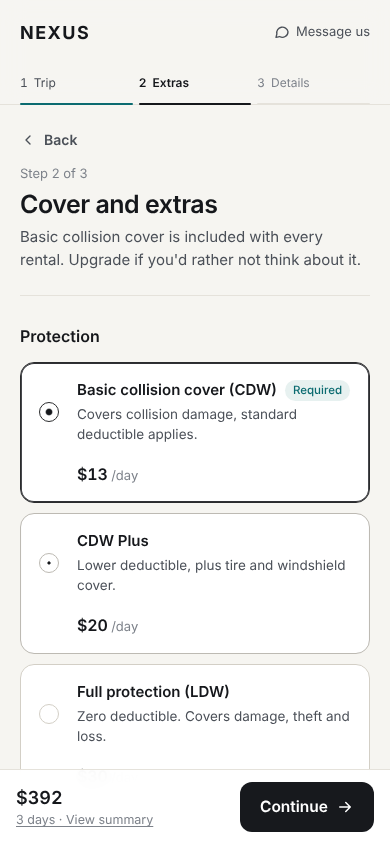 NEXUS
Message us
1 Trip
2 Extras
3 Details
Back
Step 2 of 3
Cover and extras
Basic collision cover is included with every
rental. Upgrade if you'd rather not think about it.
Protection
Basic collision cover (CDW) Required
Covers collision damage, standard
deductible applies.
$13 /day
CDW Plus
Lower deductible, plus tire and windshield
cover.
$20 /day
Full protection (LDW)
Zero deductible. Covers damage, theft and
loss.
$392
3 days · View summary
Continue →